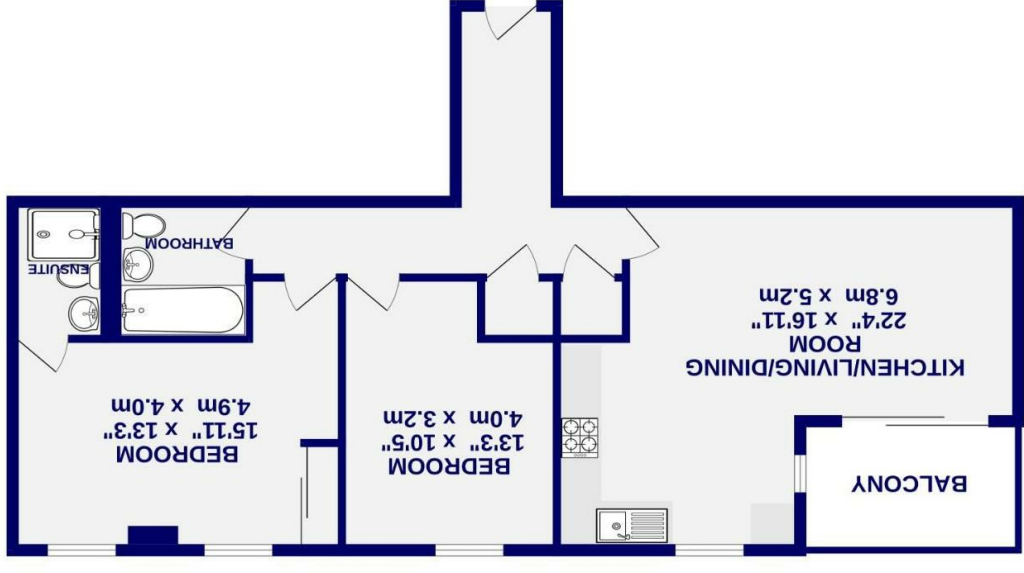 BALCONY
BEDROOM
13'3" x 10'5"
4.0m x 3.2m
BEDROOM
15'11" x 13'3"
4.9m x 4.0m
KITCHEN/LIVING/DINING
ROOM
22'4" x 16'11"
6.8m x 5.2m
ENSUITE
BATHROOM